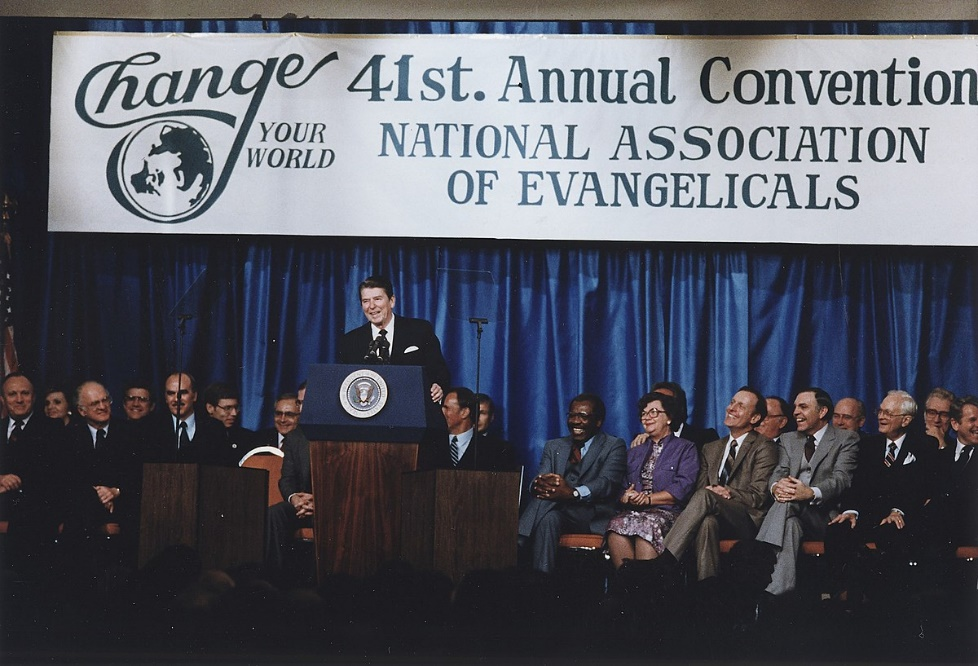 Change
YOUR
WORLD
41st. Annual Convention
NATIONAL ASSOCIATION
OF EVANGELICALS